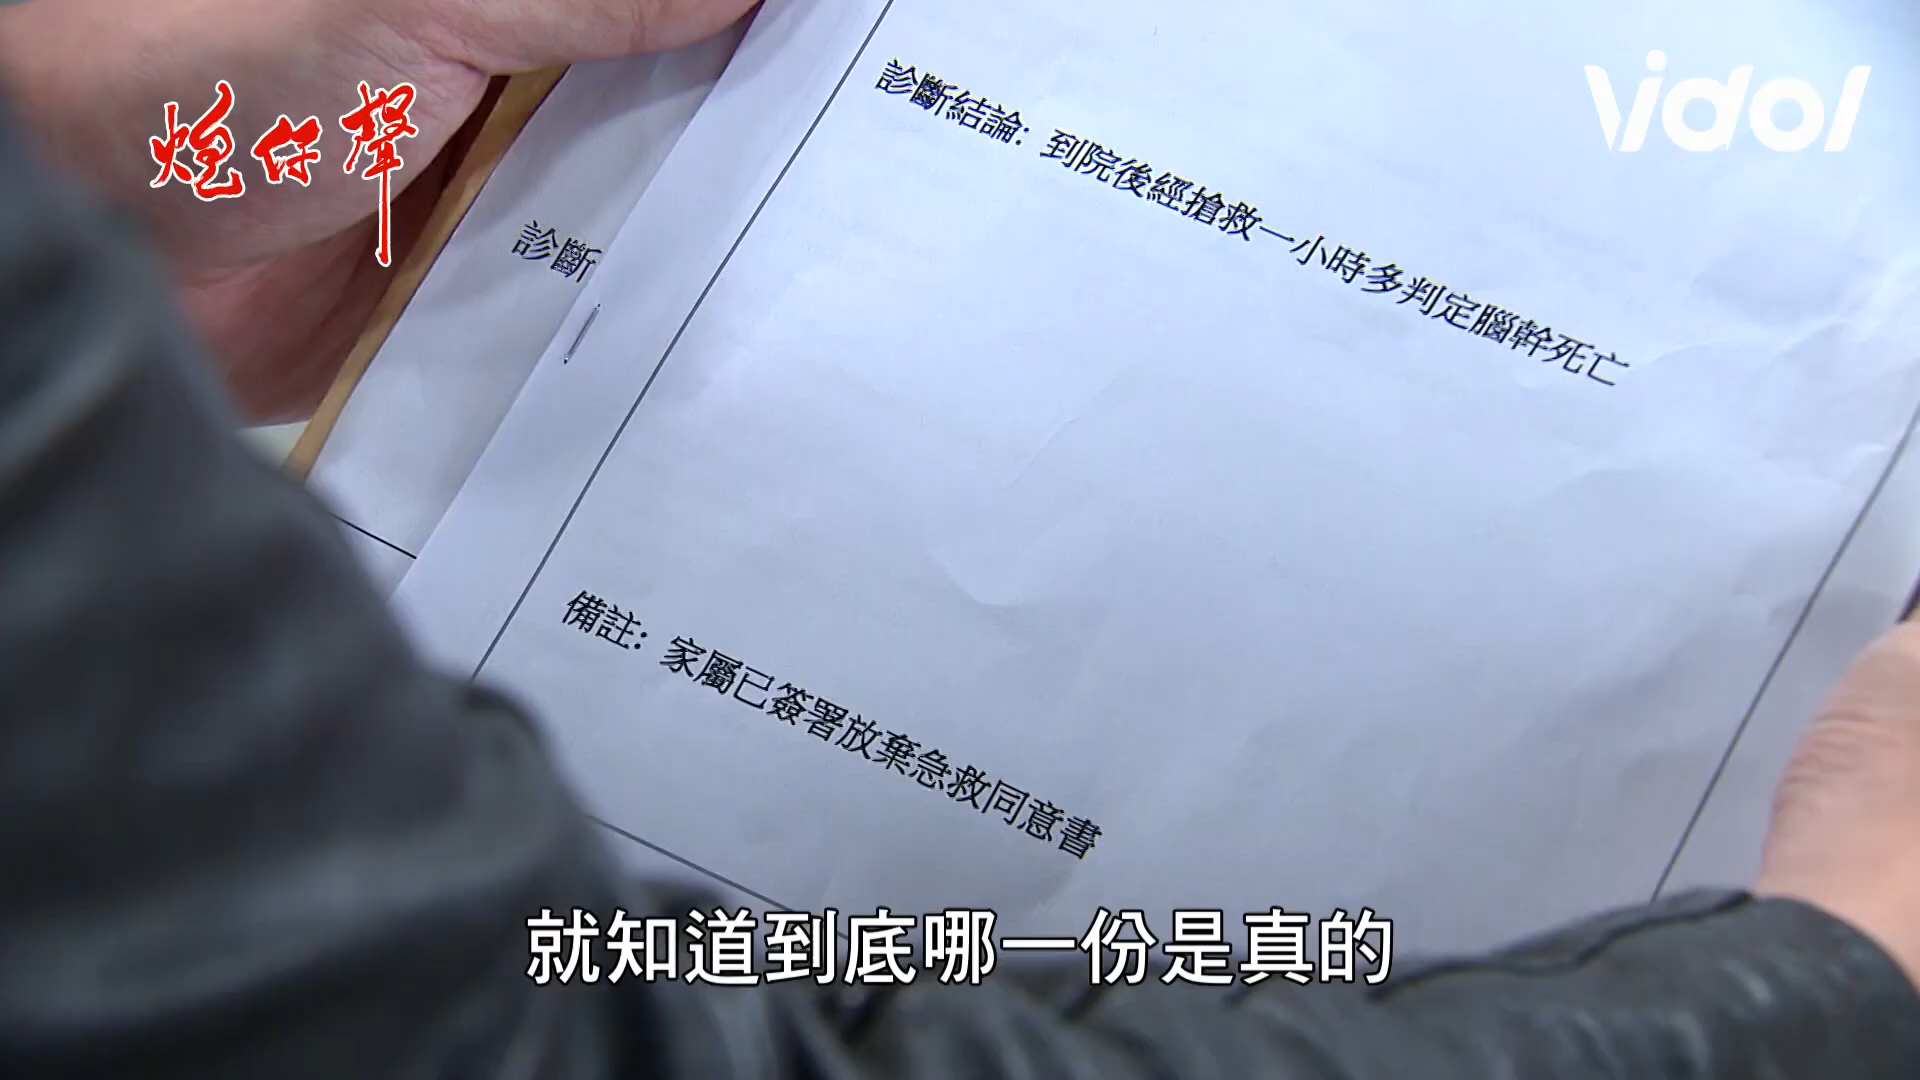 炮仔聲
Vidol
診斷結論: 到院後經搶救一小時多判定腦幹死亡
診斷
備註: 家屬已簽署放棄急救同意書
就知道到底哪一份是真的